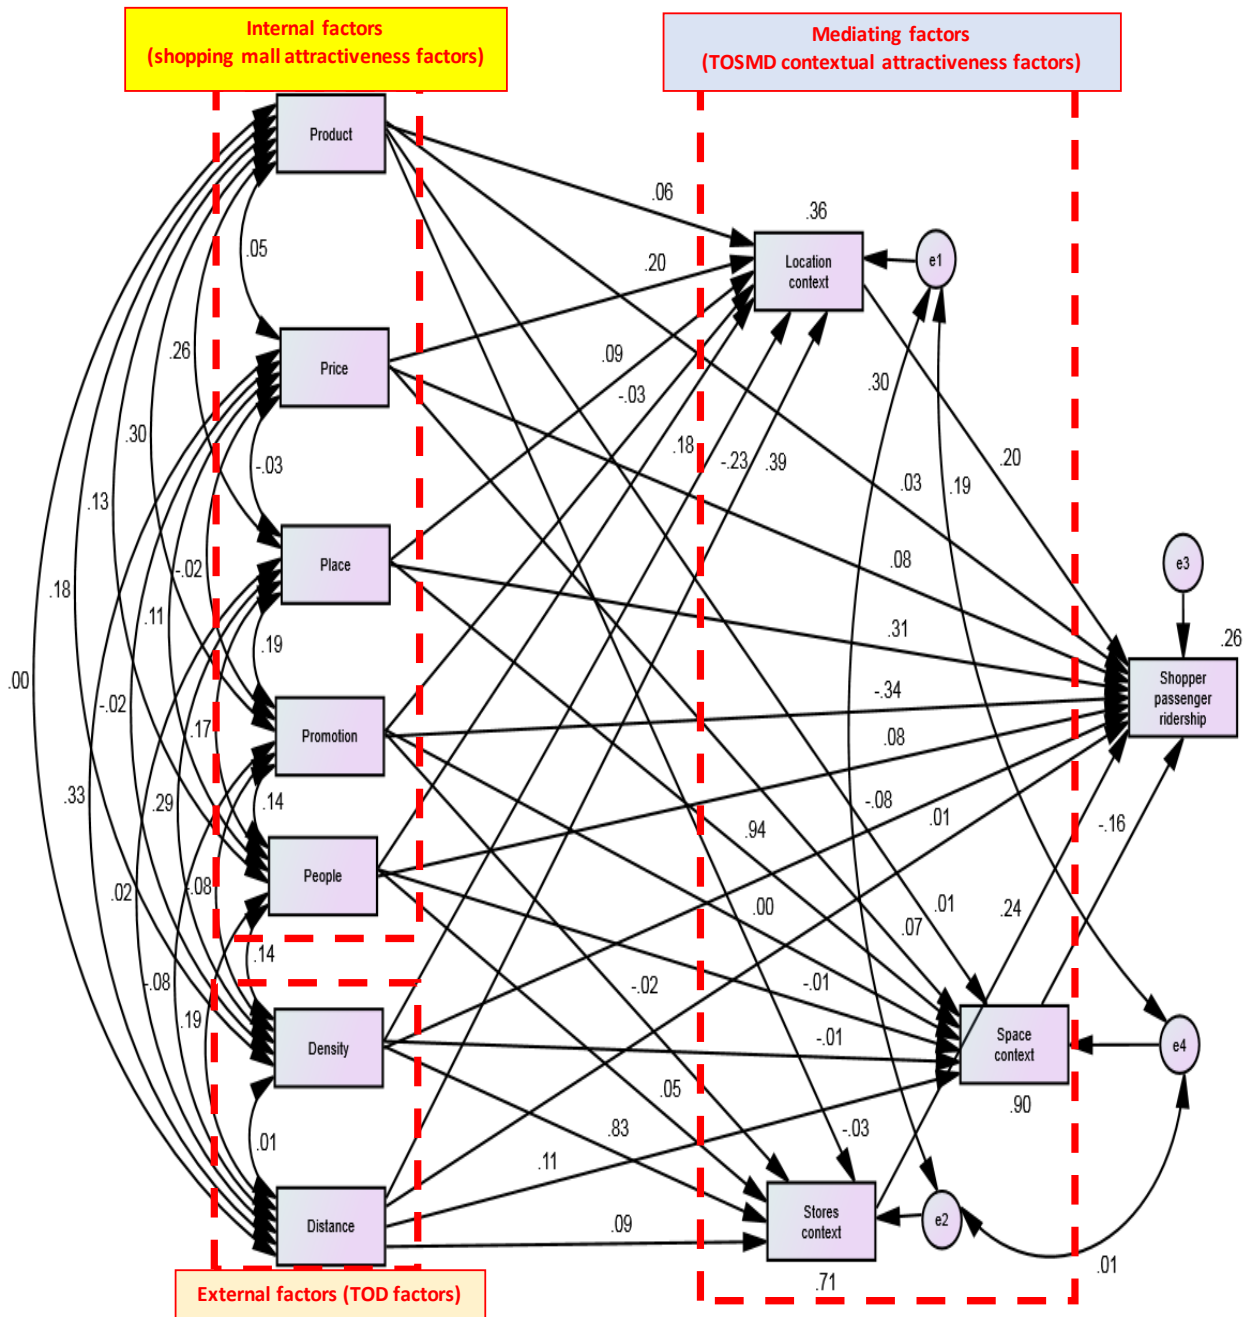 Internal factors
(shopping mall attractiveness factors)
Mediating factors
(TOSMD contextual attractiveness factors)
Product
.06
.36
.05
.20
Location
context
e1
.26
Price
.09
.30
-.03
.30
-.03
.18
-.23
.39
.20
.13
.03
.19
Place
.08
e3
.18
-.02
.11
.31
.19
.26
.00
-.02
.17
Promotion
-.34
Shopper
passenger
ridership
.08
.33
.29
.14
-.08
.01
.94
-.16
People
.02
-.08
.00
.07
.01
.24
.14
-.08
.19
-.02
-.01
Density
-.01
Space
context
e4
.90
.05
.01
.83
-.03
.11
Distance
.09
Stores
context
e2
.01
.71
External factors (TOD factors)